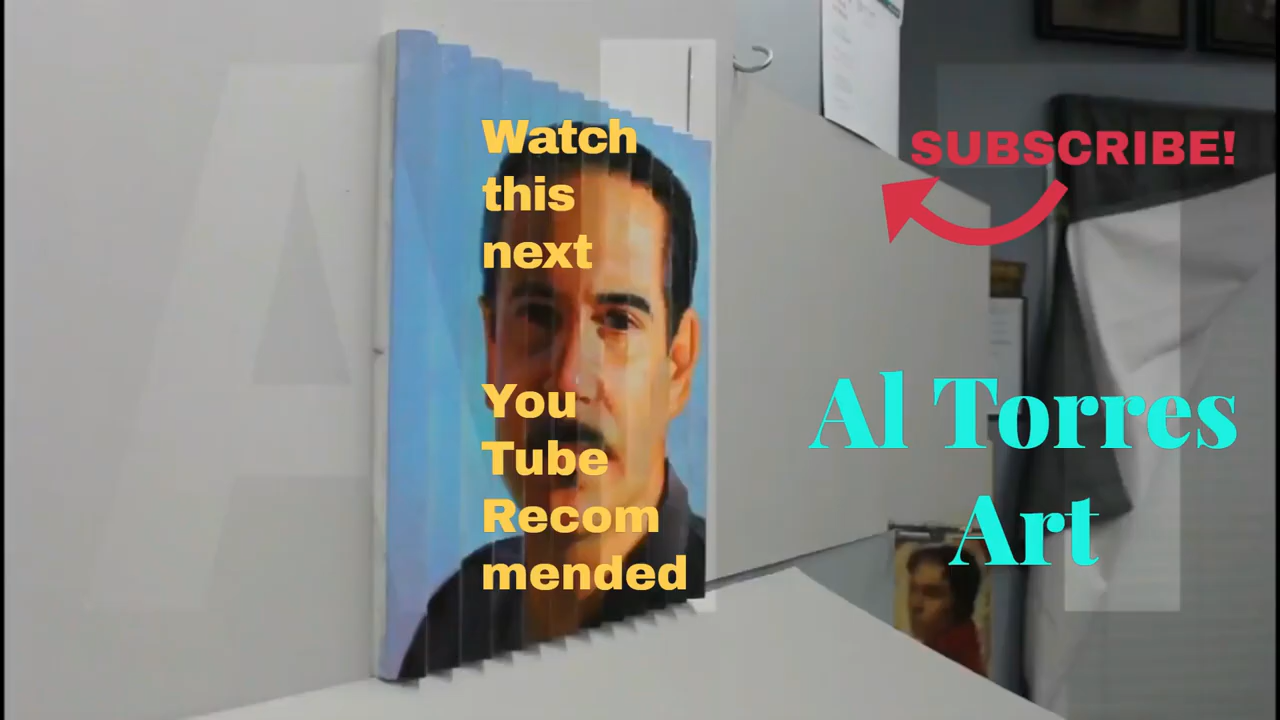 Watch
this
next
SUBSCRIBE!
You
Tube
Recom
mended
Al Torres
Art